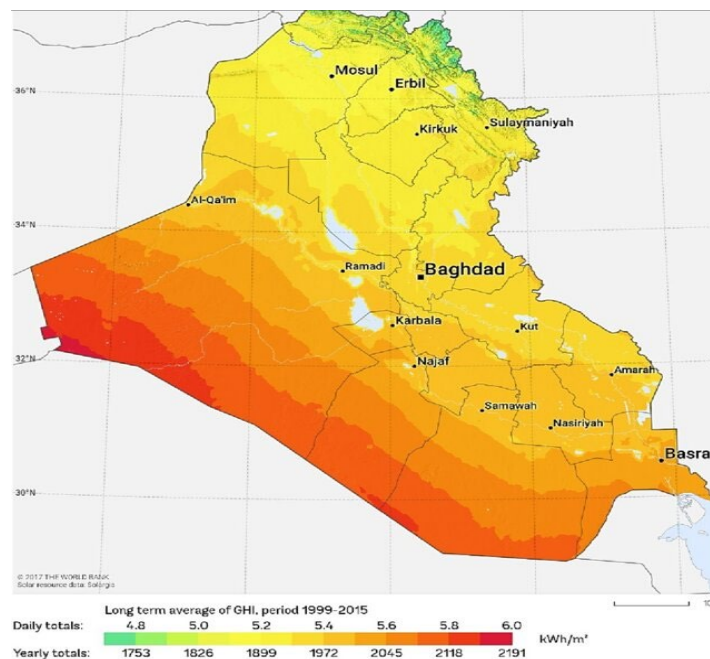 Mosul
36°N
Erbil
Kirkuk
Sulaymaniyah
Al-Qa'im
34°N
Ramadi
Baghdad
Karbala
Kut
32°N
Najaf
Amarah
Samawah
Nasiriyah
Basra
30°N
© 2017 THE WORLD BANK
Solar resource data: Solargis
Long term average of GHI, period 1999-2015
Daily totals: 4.8 5.0 5.2 5.4 5.6 5.8 6.0 kWh/m²
Yearly totals: 1753 1826 1899 1972 2045 2118 2191